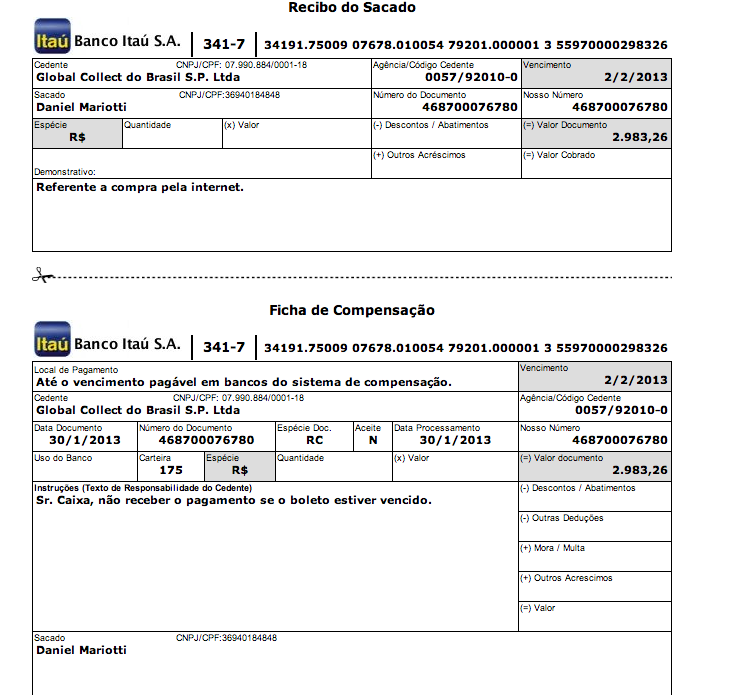 Recibo do Sacado
Itaú Banco Itaú S.A. 341-7 34191.75009 07678.010054 79201.000001 3 55970000298326
Cedente CNPJ/CPF: 07.990.884/0001-18 Agência/Código Cedente Vencimento
Global Collect do Brasil S.P. Ltda 0057/92010-0 2/2/2013
Sacado CNPJ/CPF:36940184848 Número do Documento Nosso Número
Daniel Mariotti 468700076780 468700076780
Espécie Quantidade (x) Valor (-) Descontos / Abatimentos (=) Valor Documento
R$ 2.983,26
(+) Outros Acréscimos (=) Valor Cobrado
Demonstrativo:
Referente a compra pela internet.
Ficha de Compensação
Itaú Banco Itaú S.A. 341-7 34191.75009 07678.010054 79201.000001 3 55970000298326
Local de Pagamento Vencimento
Até o vencimento pagável em bancos do sistema de compensação. 2/2/2013
Cedente CNPJ/CPF: 07.990.884/0001-18 Agência/Código Cedente
Global Collect do Brasil S.P. Ltda 0057/92010-0
Data Documento Número do Documento Espécie Doc. Aceite Data Processamento Nosso Número
30/1/2013 468700076780 RC N 30/1/2013 468700076780
Uso do Banco Carteira Espécie Quantidade (x) Valor (=) Valor documento
175 R$ 2.983,26
Instruções (Texto de Responsabilidade do Cedente) (-) Descontos / Abatimentos
Sr. Caixa, não receber o pagamento se o boleto estiver vencido.
(-) Outras Deduções
(+) Mora / Multa
(+) Outros Acrescimos
(=) Valor
Sacado CNPJ/CPF:36940184848
Daniel Mariotti